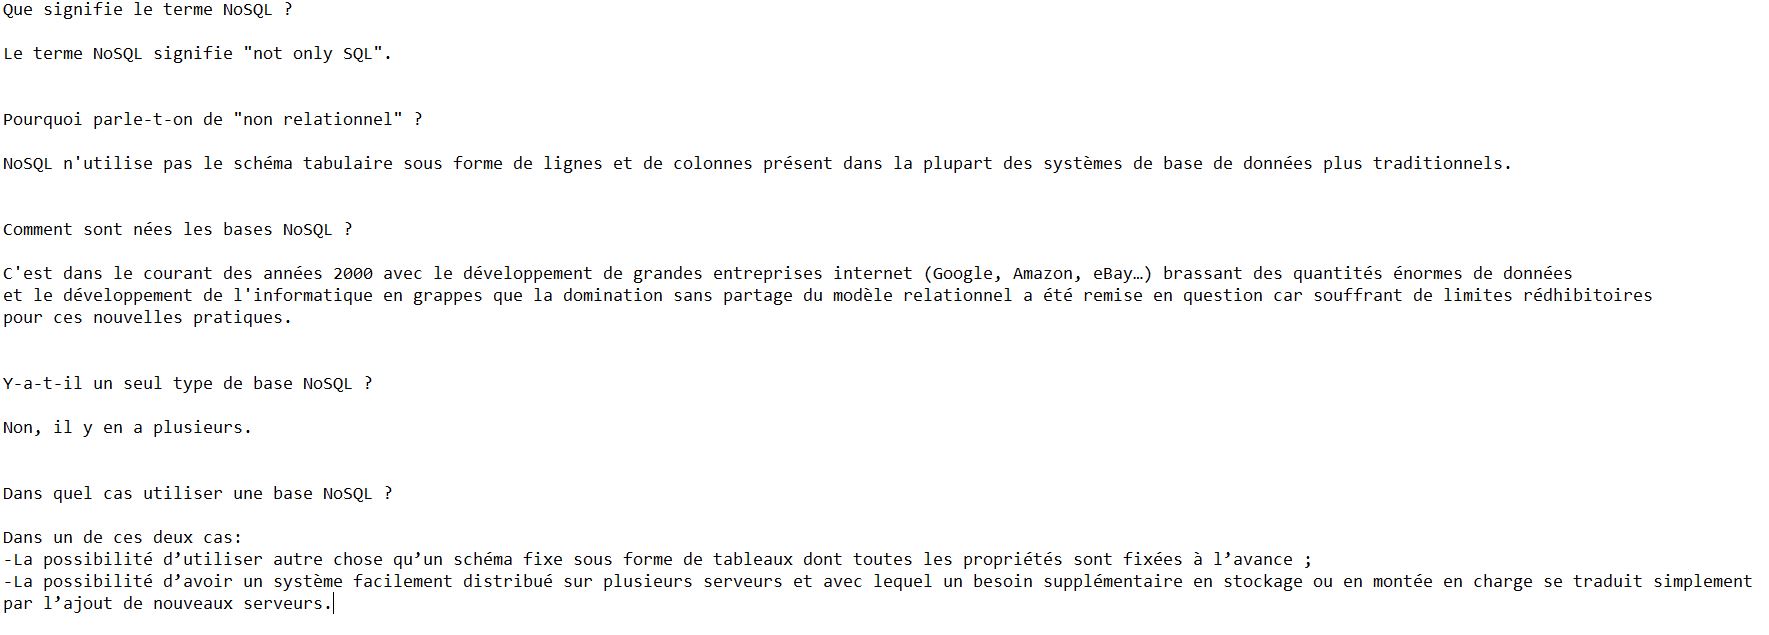 Que signifie le terme NoSQL ?
Le terme NoSQL signifie "not only SQL".
Pourquoi parle-t-on de "non relationnel" ?
NoSQL n'utilise pas le schéma tabulaire sous forme de lignes et de colonnes présent dans la plupart des systèmes de base de données plus traditionnels.
Comment sont nées les bases NoSQL ?
C'est dans le courant des années 2000 avec le développement de grandes entreprises internet (Google, Amazon, eBay…) brassant des quantités énormes de données
et le développement de l'informatique en grappes que la domination sans partage du modèle relationnel a été remise en question car souffrant de limites rédhibitoires
pour ces nouvelles pratiques.
Y-a-t-il un seul type de base NoSQL ?
Non, il y en a plusieurs.
Dans quel cas utiliser une base NoSQL ?
Dans un de ces deux cas:
-La possibilité d’utiliser autre chose qu’un schéma fixe sous forme de tableaux dont toutes les propriétés sont fixées à l’avance ;
-La possibilité d’avoir un système facilement distribué sur plusieurs serveurs et avec lequel un besoin supplémentaire en stockage ou en montée en charge se traduit simplement
par l’ajout de nouveaux serveurs.